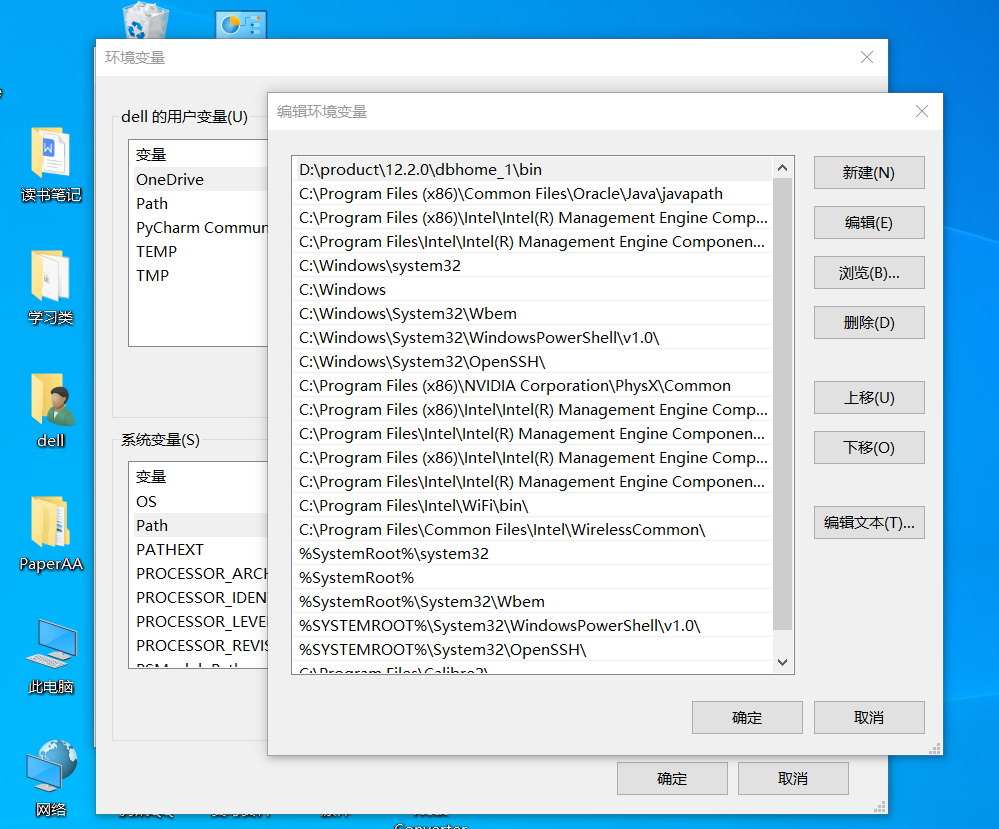 环境变量
编辑环境变量
dell 的用户变量(U)
变量
OneDrive
Path
PyCharm Commun
TEMP
TMP
系统变量(S)
变量
OS
Path
PATHEXT
PROCESSOR_ARCH
PROCESSOR_IDEN
PROCESSOR_LEVE
PROCESSOR_REVIS
D:\product\12.2.0\dbhome_1\bin
C:\Program Files (x86)\Common Files\Oracle\Java\javapath
C:\Program Files (x86)\Intel\Intel(R) Management Engine Comp...
C:\Program Files\Intel\Intel(R) Management Engine Componen...
C:\Windows\system32
C:\Windows
C:\Windows\System32\Wbem
C:\Windows\System32\WindowsPowerShell\v1.0\
C:\Windows\System32\OpenSSH\
C:\Program Files (x86)\NVIDIA Corporation\PhysX\Common
C:\Program Files (x86)\Intel\Intel(R) Management Engine Comp...
C:\Program Files\Intel\Intel(R) Management Engine Componen...
C:\Program Files (x86)\Intel\Intel(R) Management Engine Comp...
C:\Program Files\Intel\Intel(R) Management Engine Componen...
C:\Program Files\Intel\WiFi\bin\
C:\Program Files\Common Files\Intel\WirelessCommon\
%SystemRoot%\system32
%SystemRoot%
%SystemRoot%\System32\Wbem
%SYSTEMROOT%\System32\WindowsPowerShell\v1.0\
%SYSTEMROOT%\System32\OpenSSH\
C:\Program Files\Calibre2\
新建(N)
编辑(E)
浏览(B)...
删除(D)
上移(U)
下移(O)
编辑文本(T)...
确定
取消
确定
取消
读书笔记
学习类
dell
PaperAA
此电脑
网络
Converter